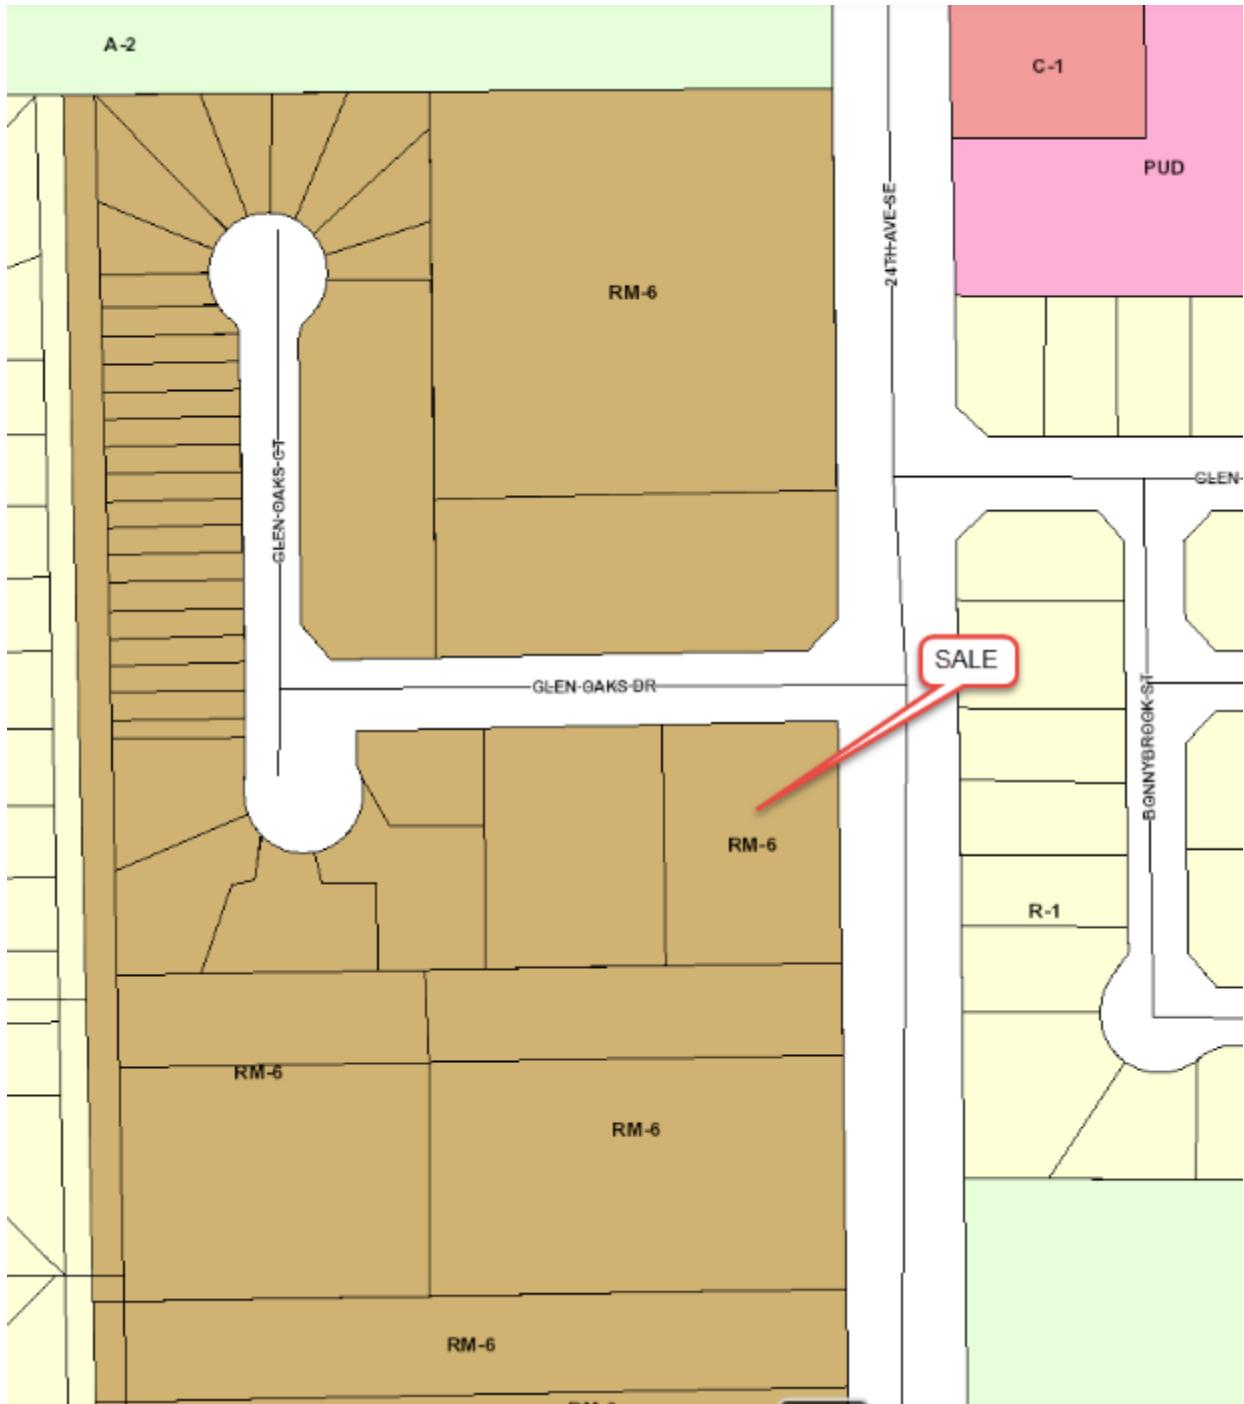 A-2
C-1
PUD
24TH-AVE-SE
RM-6
GLEN-OAKS-CT
GLEN-
SALE
GLEN-OAKS-DR
BONNYBROOK-ST
RM-6
R-1
RM-6
RM-6
RM-6